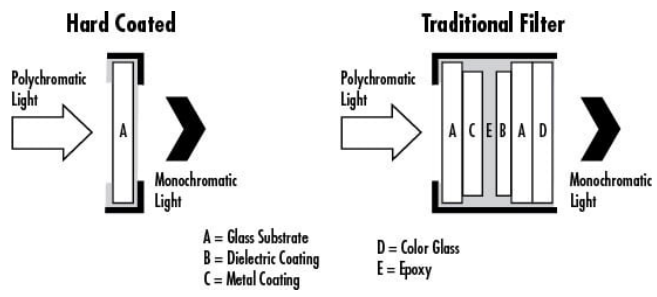 Hard Coated
Polychromatic
Light
A
Monochromatic
Light
Traditional Filter
Polychromatic
Light
A C E B A D
Monochromatic
Light
A = Glass Substrate
B = Dielectric Coating
C = Metal Coating
D = Color Glass
E = Epoxy